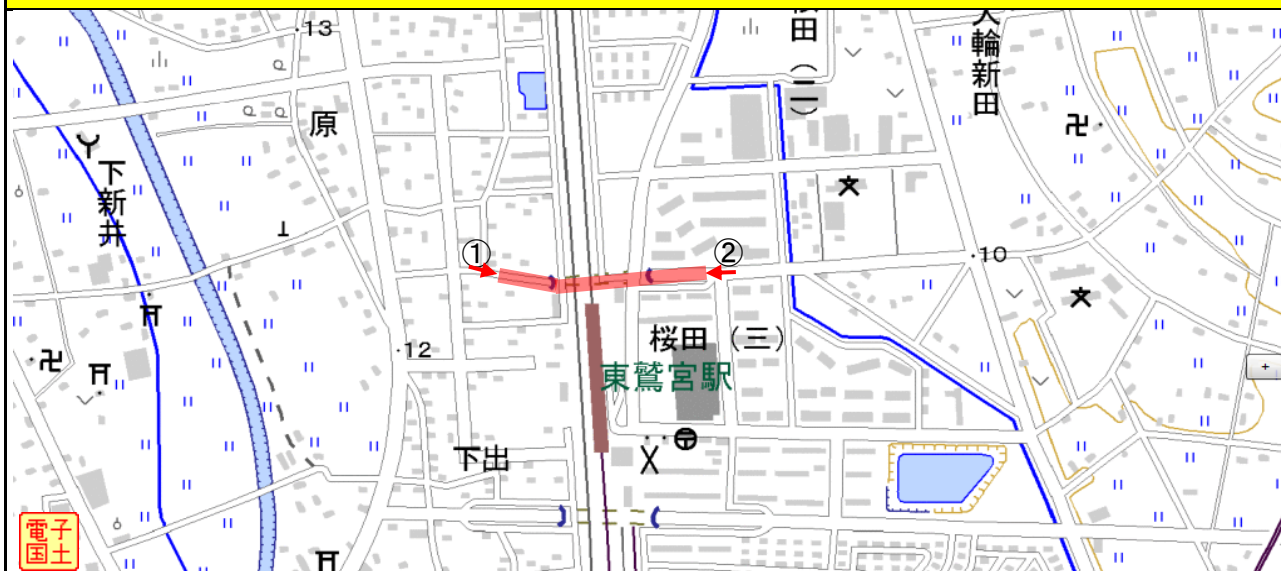 13
桜田(二)
大輪新田
原
下新井
①
②
10
12
桜田(三)
東鷲宮駅
下出
電子
国土
+